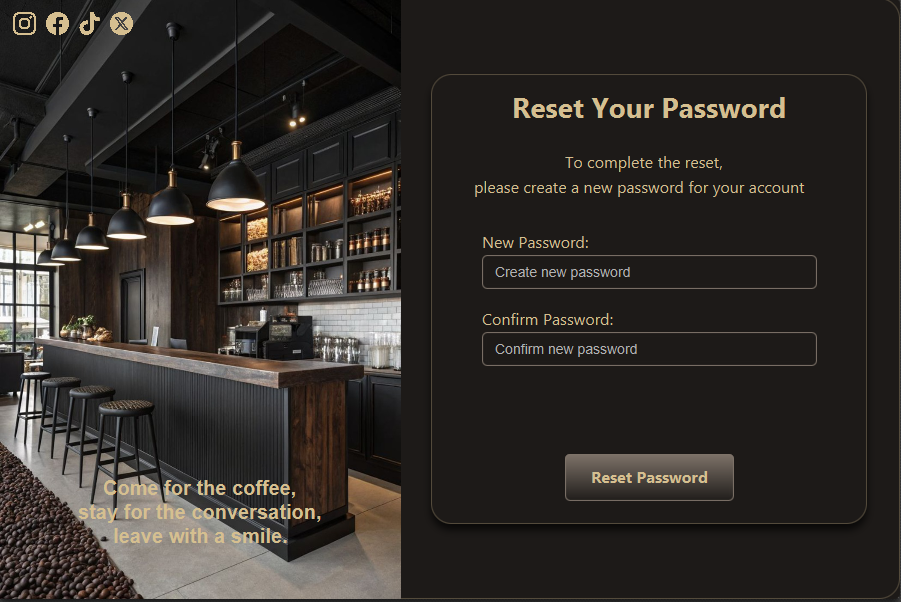 Reset Your Password
To complete the reset,
please create a new password for your account
New Password:
Create new password
Confirm Password:
Confirm new password
Reset Password
Come for the coffee,
stay for the conversation,
leave with a smile.